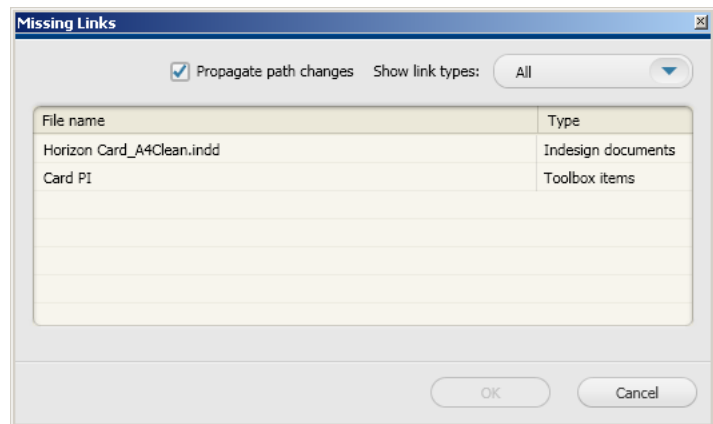 Missing Links
Propagate path changes Show link types: All
File name Type
Horizon Card_A4Clean.indd Indesign documents
Card PI Toolbox items
OK Cancel